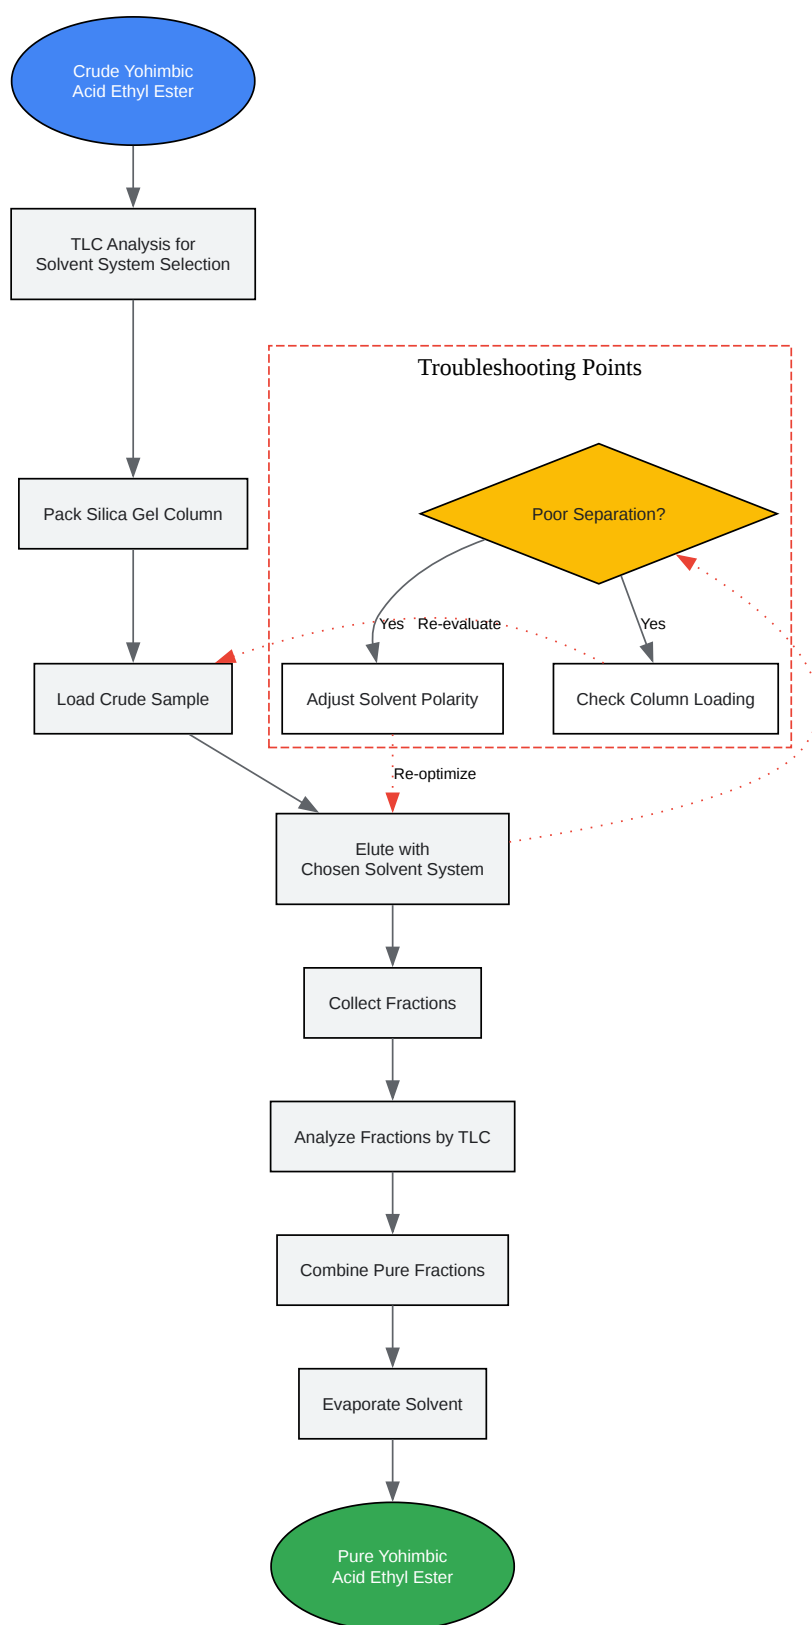 Crude Yohimbic
Acid Ethyl Ester
TLC Analysis for
Solvent System Selection
Troubleshooting Points
Pack Silica Gel Column
Poor Separation?
Yes
Re-evaluate
Yes
Load Crude Sample
Adjust Solvent Polarity
Check Column Loading
Re-optimize
Elute with
Chosen Solvent System
Collect Fractions
Analyze Fractions by TLC
Combine Pure Fractions
Evaporate Solvent
Pure Yohimbic
Acid Ethyl Ester